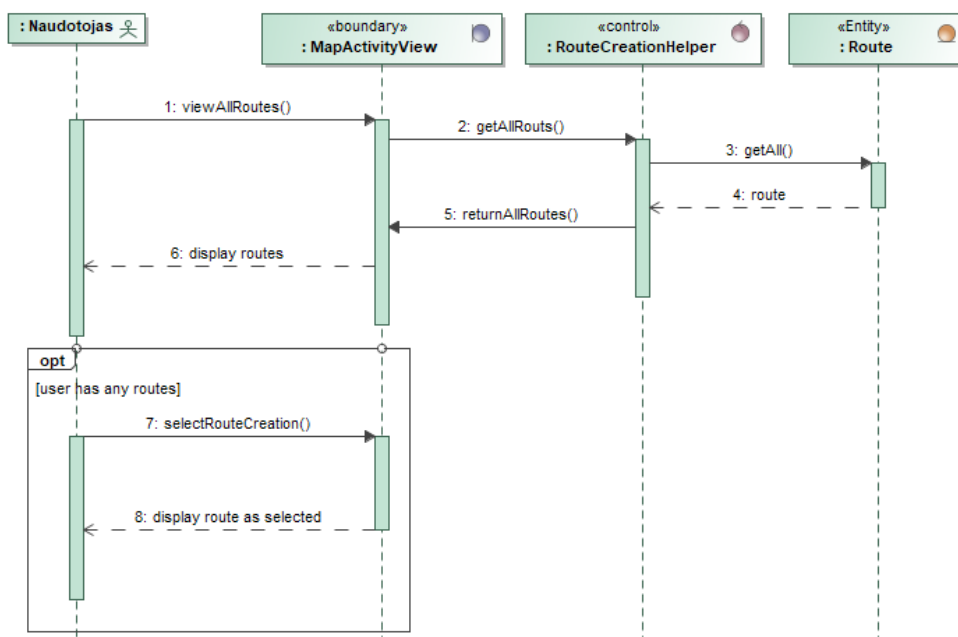 : Naudotojas
«boundary»
: MapActivityView
«control»
: RouteCreationHelper
«Entity»
: Route
1: viewAllRoutes()
2: getAllRouts()
3: getAll()
4: route
5: returnAllRoutes()
6: display routes
opt
[user has any routes]
7: selectRouteCreation()
8: display route as selected